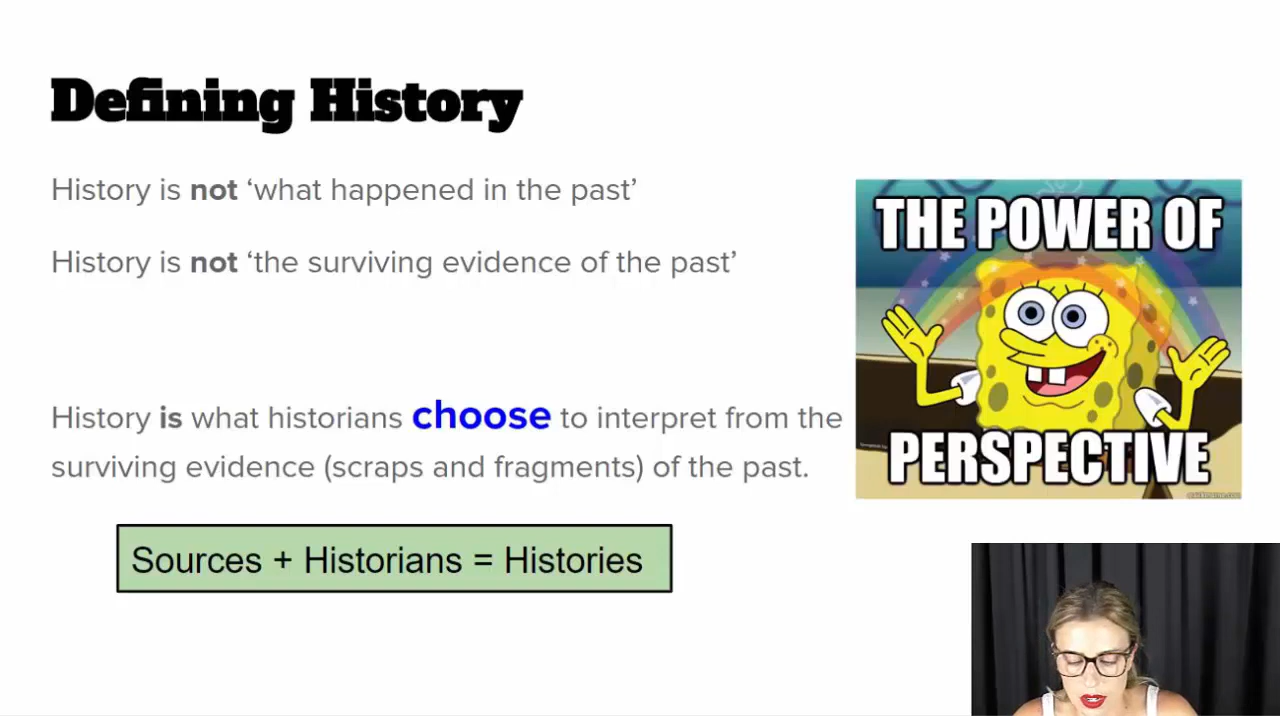 Defining History
History is not ‘what happened in the past’
History is not ‘the surviving evidence of the past’
History is what historians choose to interpret from the
surviving evidence (scraps and fragments) of the past.
Sources + Historians = Histories
THE POWER OF
PERSPECTIVE